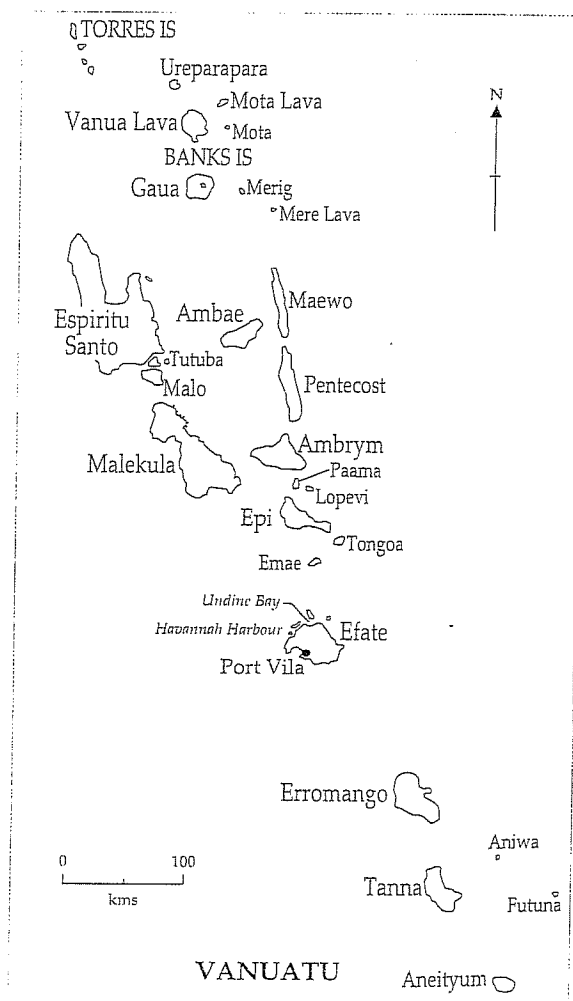 TORRES IS
Ureparapara
Mota Lava
Vanua Lava
Mota
BANKS IS
Gaua
Merig
Mere Lava
N
Espiritu
Santo
Ambae
Maewo
Tutuba
Malo
Pentecost
Malekula
Ambrym
Paama
Lopevi
Epi
Tongoa
Emae
Undine Bay
Havannah Harbour
Efate
Port Vila
Erromango
0 100
kms
Aniwa
Tanna
Futuna
VANUATU
Aneityum